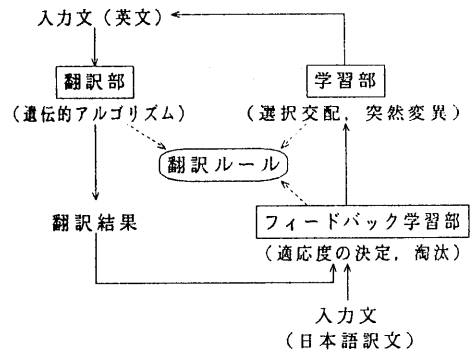 入力文(英文)
翻訳部
(遺伝的アルゴリズム)
学習部
(選択交配, 突然変異)
翻訳ルール
翻訳結果
フィードバック学習部
(適応度の決定, 淘汰)
入力文
(日本語訳文)